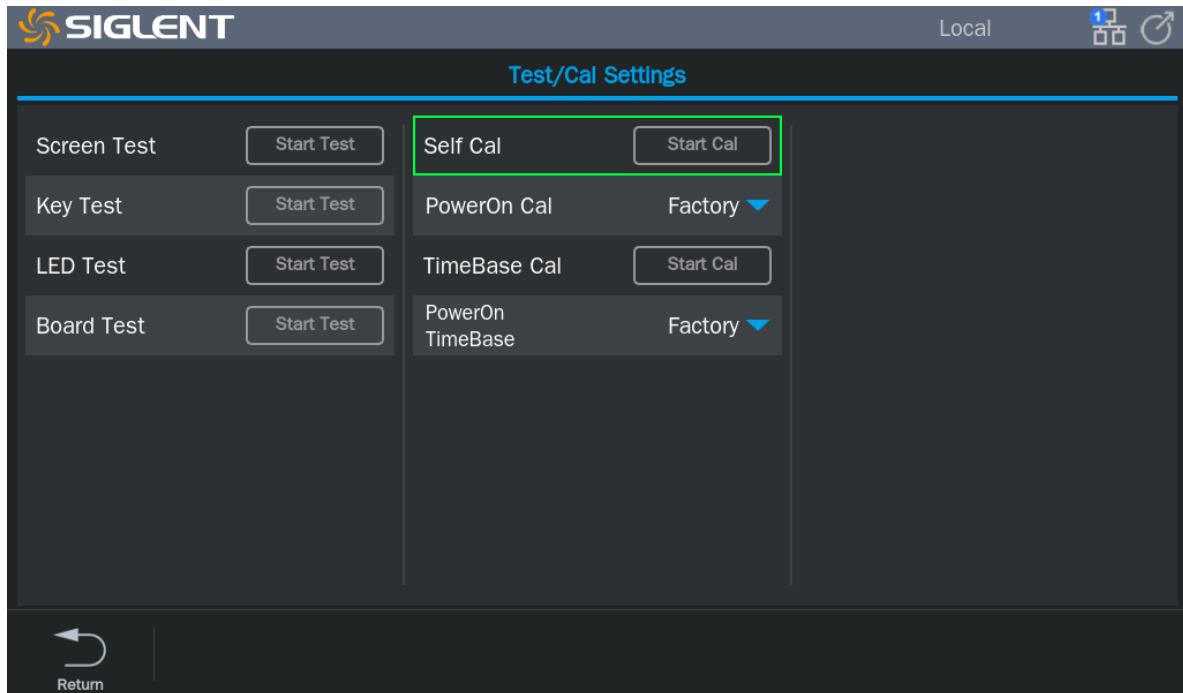 SIGLENT
Local
1
Test/Cal Settings
Screen Test Start Test
Key Test Start Test
LED Test Start Test
Board Test Start Test
Self Cal Start Cal
PowerOn Cal Factory
TimeBase Cal Start Cal
PowerOn
TimeBase Factory
Return